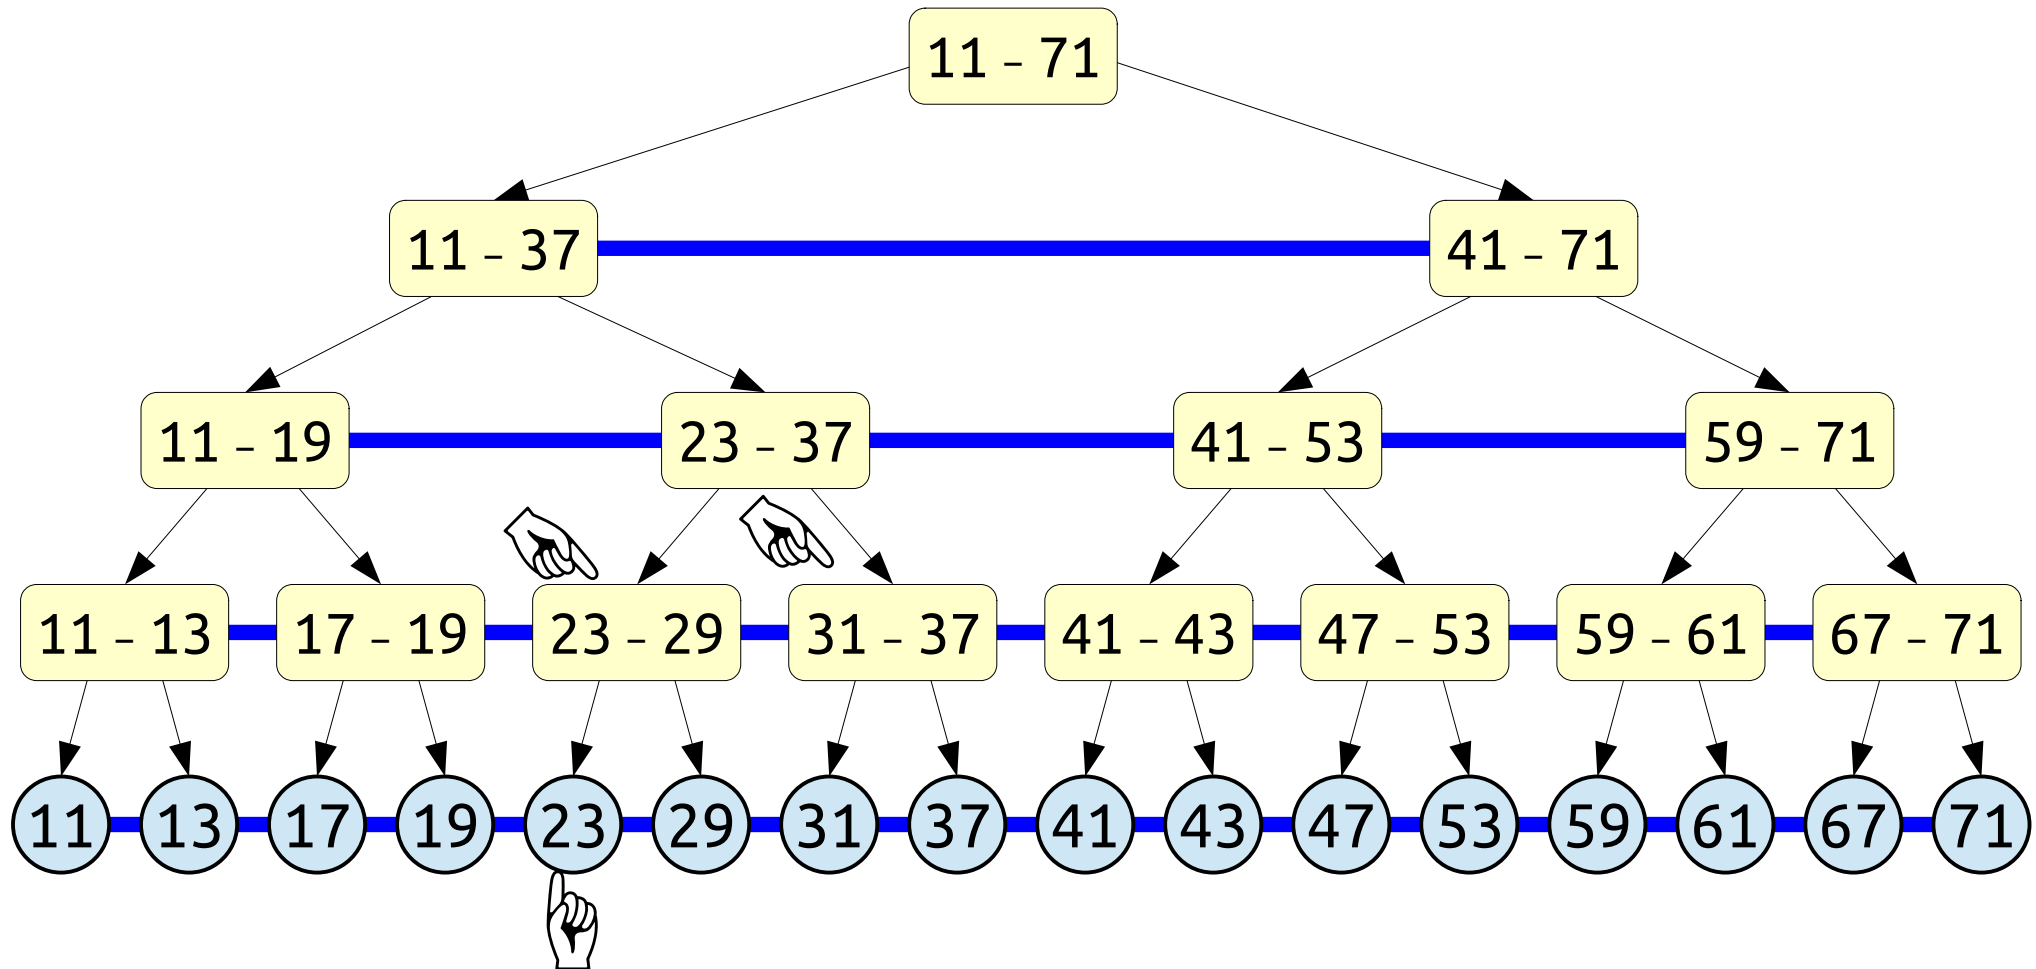 11 – 71
11 – 37 41 – 71
11 – 19 23 – 37 41 – 53 59 – 71
11 – 13 17 – 19 23 – 29 31 – 37 41 – 43 47 – 53 59 – 61 67 – 71
11 13 17 19 23 29 31 37 41 43 47 53 59 61 67 71